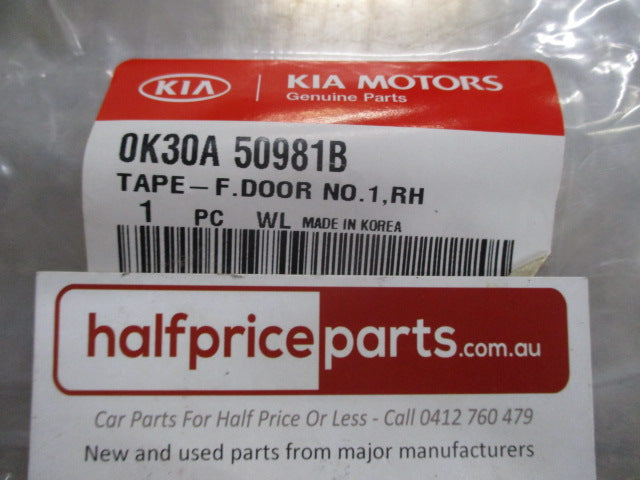 KIA KIA MOTORS
Genuine Parts
0K30A 50981B
TAPE-F.DOOR NO.1,RH
1 PC WL MADE IN KOREA
halfpriceparts.com.au
Car Parts For Half Price Or Less - Call 0412 760 479
New and used parts from major manufacturers